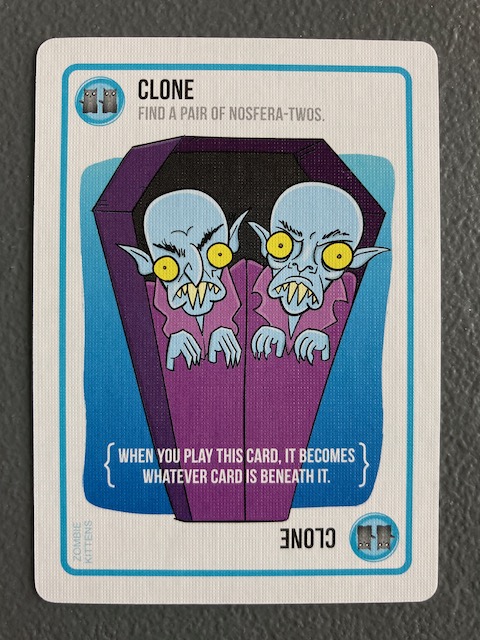 CLONE
FIND A PAIR OF NOSFERA-TWOS.
{ WHEN YOU PLAY THIS CARD, IT BECOMES
WHATEVER CARD IS BENEATH IT. }
ZOMBIE
KITTENS
CLONE